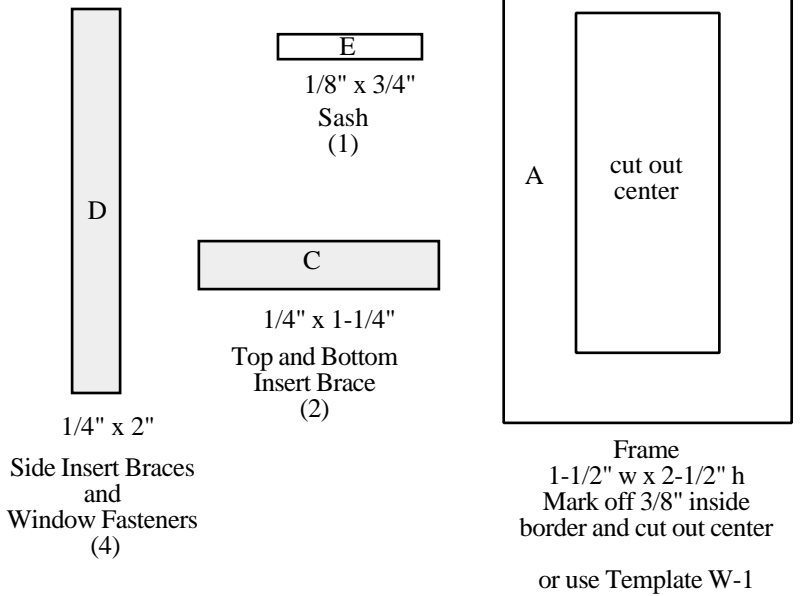 D
1/4" x 2"
Side Insert Braces
and
Window Fasteners
(4)
E
1/8" x 3/4"
Sash
(1)
C
1/4" x 1-1/4"
Top and Bottom
Insert Brace
(2)
A
cut out
center
Frame
1-1/2" w x 2-1/2" h
Mark off 3/8" inside
border and cut out center
or use Template W-1